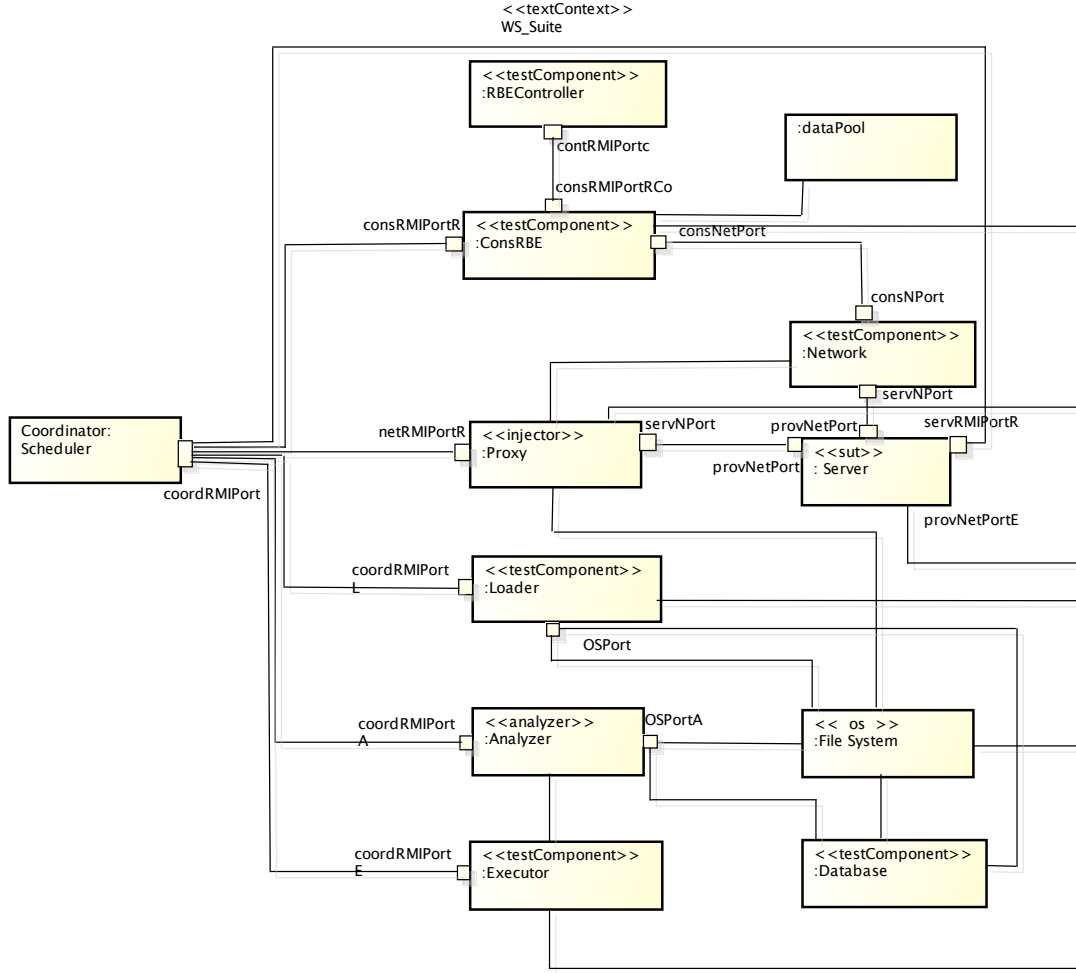 <<textContext>>
WS_Suite
<<testComponent>>
:RBEController
contRMIPortc
:dataPool
consRMIPortRCo
consRMIPortR
<<testComponent>>
:ConsRBE
consNetPort
consNPort
<<testComponent>>
:Network
servNPort
Coordinator:
Scheduler
coordRMIPort
netRMIPortR
<<injector>>
:Proxy
servNPort
provNetPort
provNetPort
servRMIPortR
<<sut>>
: Server
provNetPortE
coordRMIPort
L
<<testComponent>>
:Loader
OSPort
coordRMIPort
A
<<analyzer>>
:Analyzer
OSPortA
<< os >>
:File System
coordRMIPort
E
<<testComponent>>
:Executor
<<testComponent>>
:Database